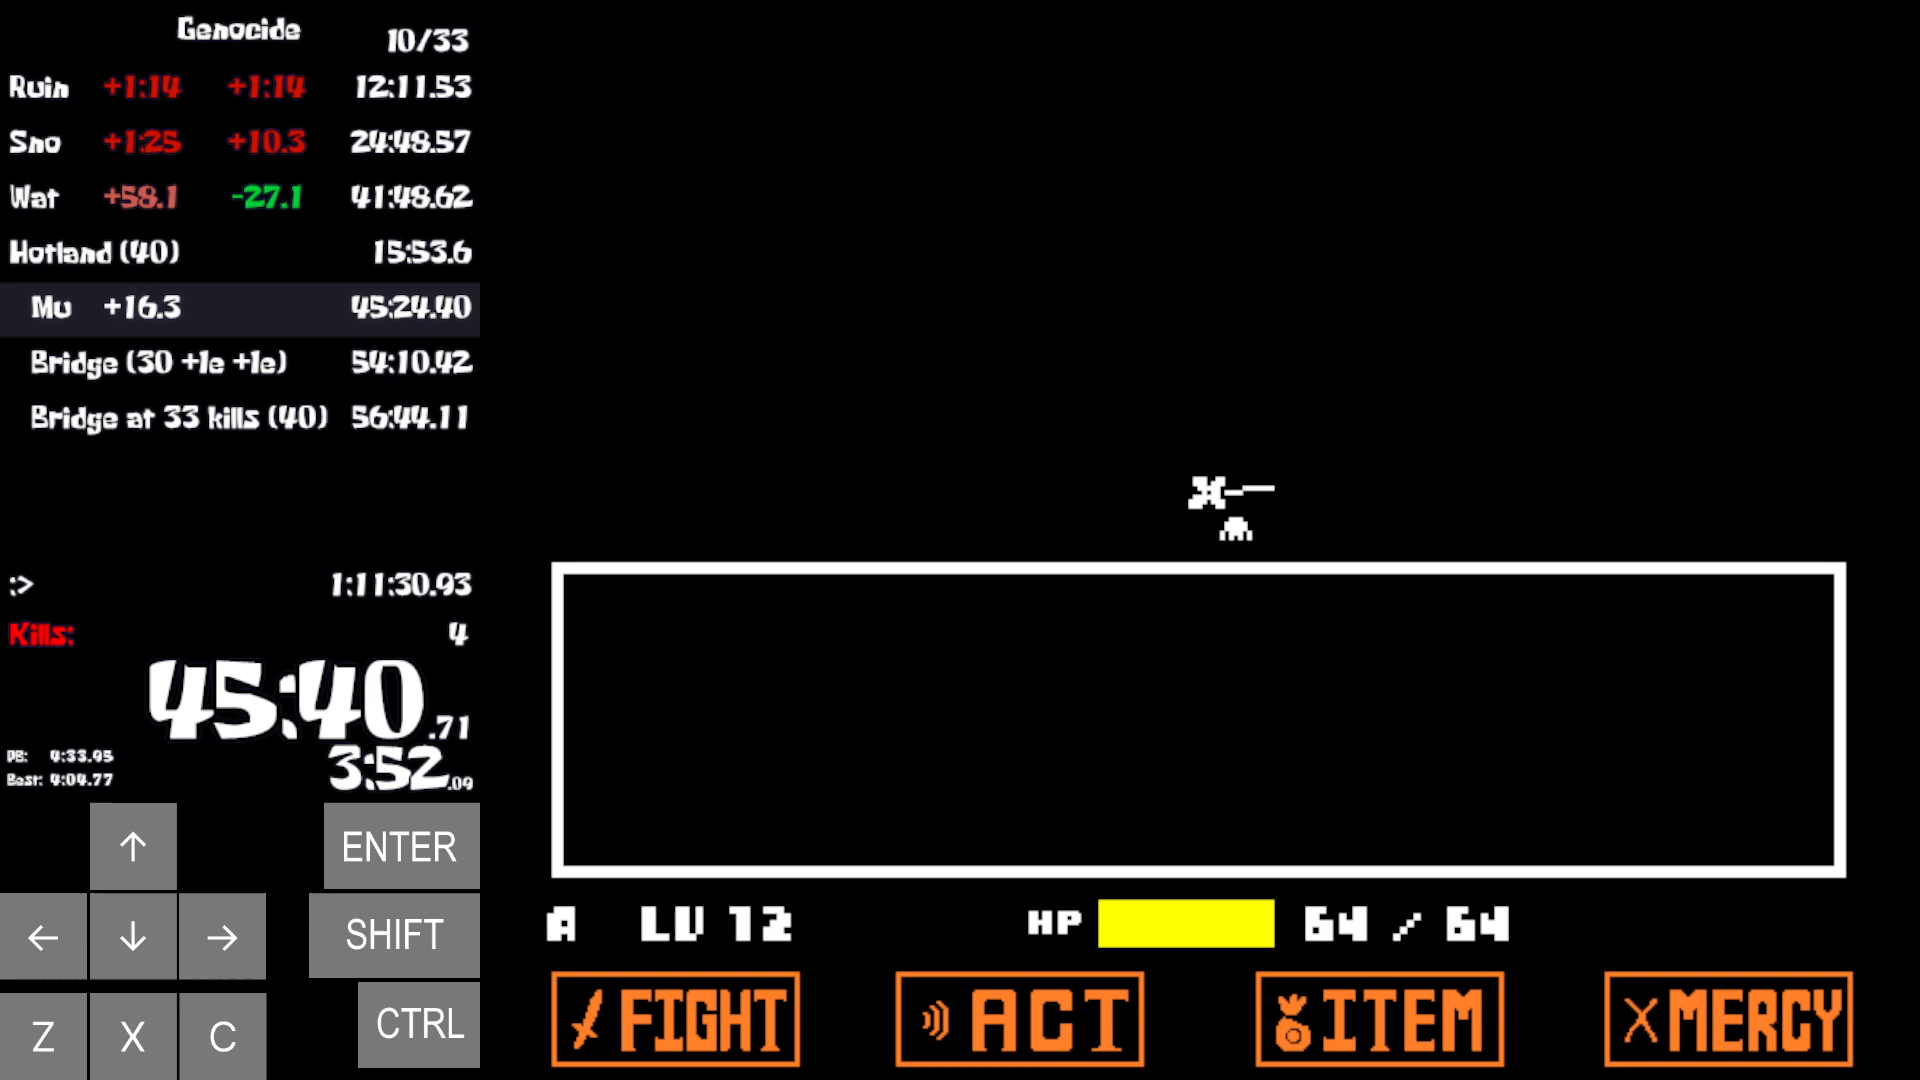 Genocide
10/33
Ruin +1:14 +1:14 12:11.53
Sno +1:25 +10.3 24:48.57
Wat +58.1 -27.1 41:48.62
Hotland (40) 15:53.6
Mu +16.3 45:24.40
Bridge (30 +1e +1e) 54:10.42
Bridge at 33 kills (40) 56:44.11
:> 1:11:30.93
Kills: 4
45:40.71
PB: 4:33.95
3:52.09
Best: 4:04.77
↑ ENTER
← ↓ → SHIFT
Z X C CTRL
A LV 12 HP 64 / 64
FIGHT ACT ITEM MERCY